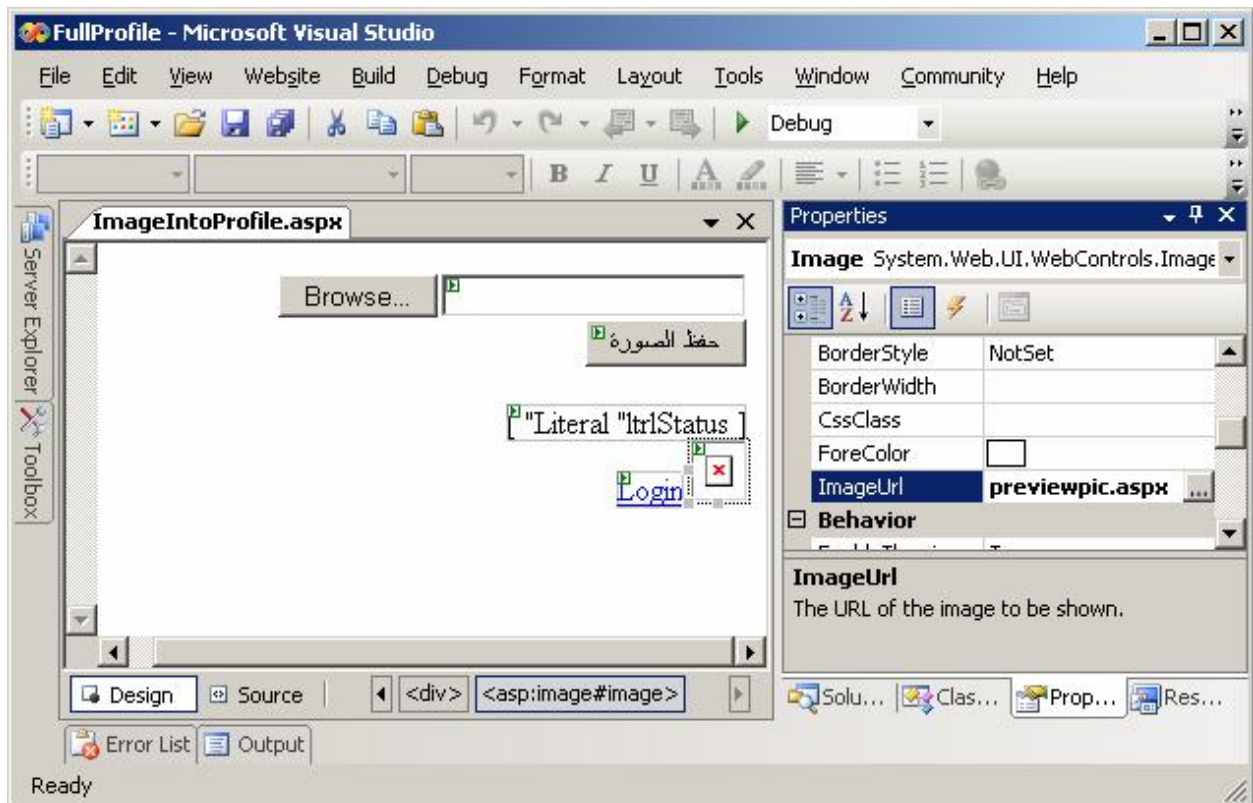 FullProfile - Microsoft Visual Studio
File Edit View Website Build Debug Format Layout Tools Window Community Help
Debug
B I U A
Server Explorer
Toolbox
ImageIntoProfile.aspx
Browse...
حفظ الصورة
[ "Literal "ltrlStatus ]
Login
Design Source <div> <asp:image#image>
Properties
Image System.Web.UI.WebControls.Image
BorderStyle NotSet
BorderWidth
CssClass
ForeColor
ImageUrl previewpic.aspx ...
Behavior
ImageUrl
The URL of the image to be shown.
Solu... Clas... Prop... Res...
Error List Output
Ready